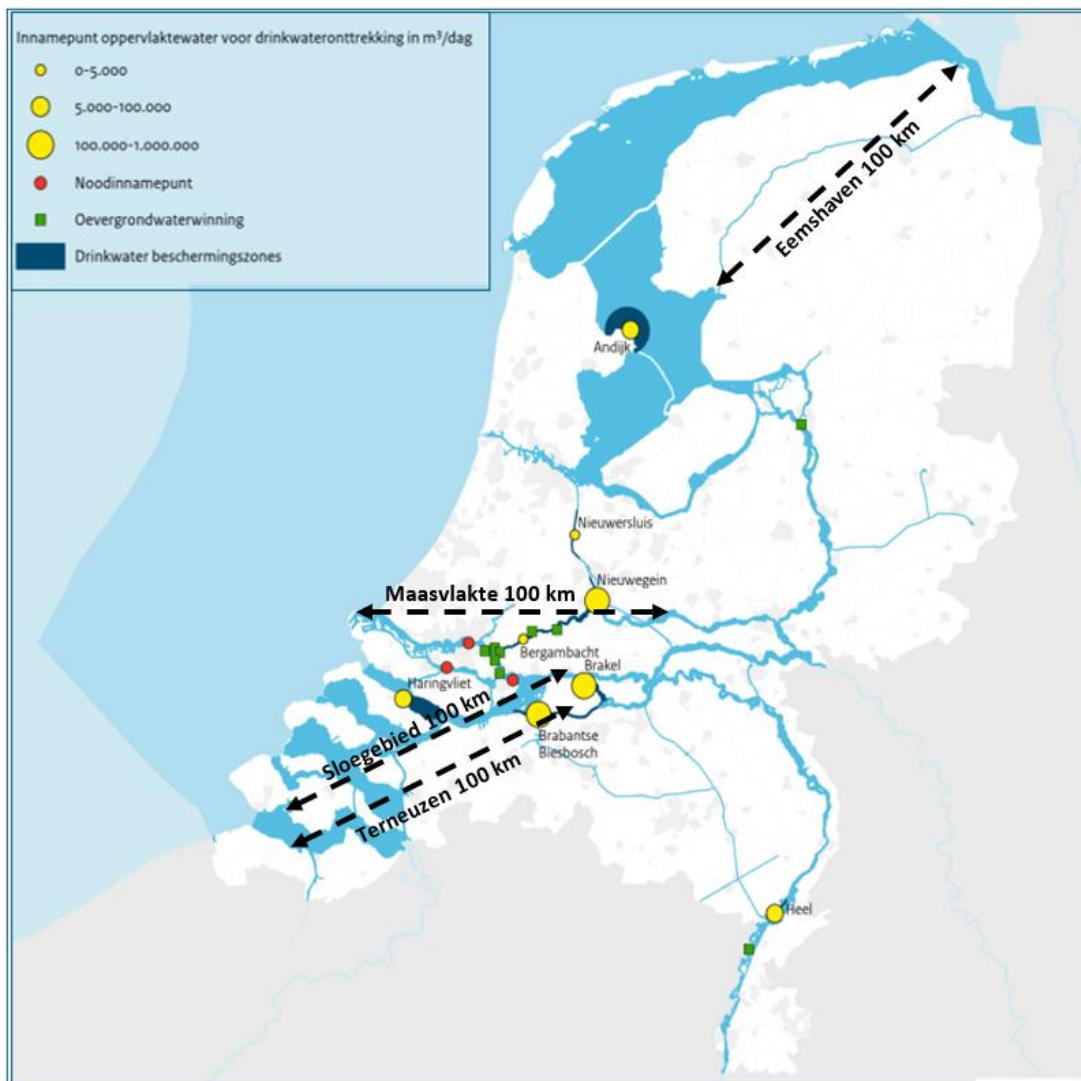 Innamepunt oppervlaktewater voor drinkwateronttrekking in m³/dag
0-5.000
5.000-100.000
100.000-1.000.000
Noodinnamepunt
Oevergrondwaterwinning
Drinkwater beschermingszones
Eemshaven 100 km
Andijk
Nieuwersluis
Nieuwegein
Maasvlakte 100 km
Bergambacht
Brakel
Haringvliet
Sloegebied 100 km
Brabantse
Biesbosch
Terneuzen 100 km
Heel